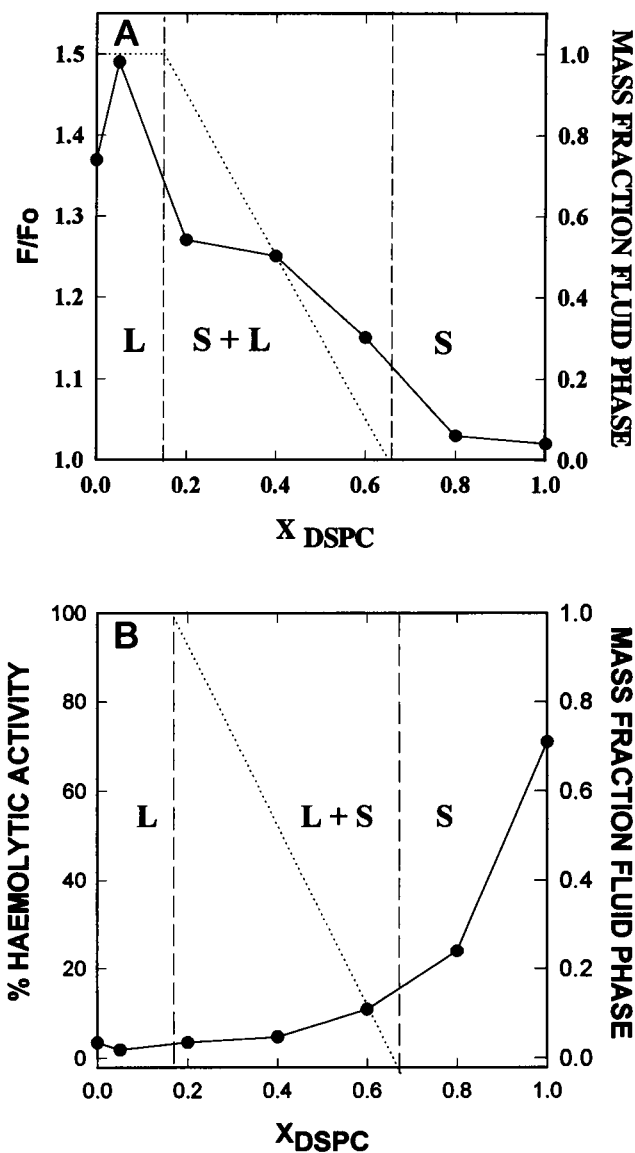 A
1.5
1.4
1.3
1.2
1.1
1.0
F/Fo
1.0
0.8
0.6
0.4
0.2
0.0
MASS FRACTION FLUID PHASE
L
S + L
S
0.0 0.2 0.4 0.6 0.8 1.0
X DSPC
B
100
80
60
40
20
0
% HAEMOLYTIC ACTIVITY
1.0
0.8
0.6
0.4
0.2
0.0
MASS FRACTION FLUID PHASE
L
L + S
S
0.0 0.2 0.4 0.6 0.8 1.0
XDSPC